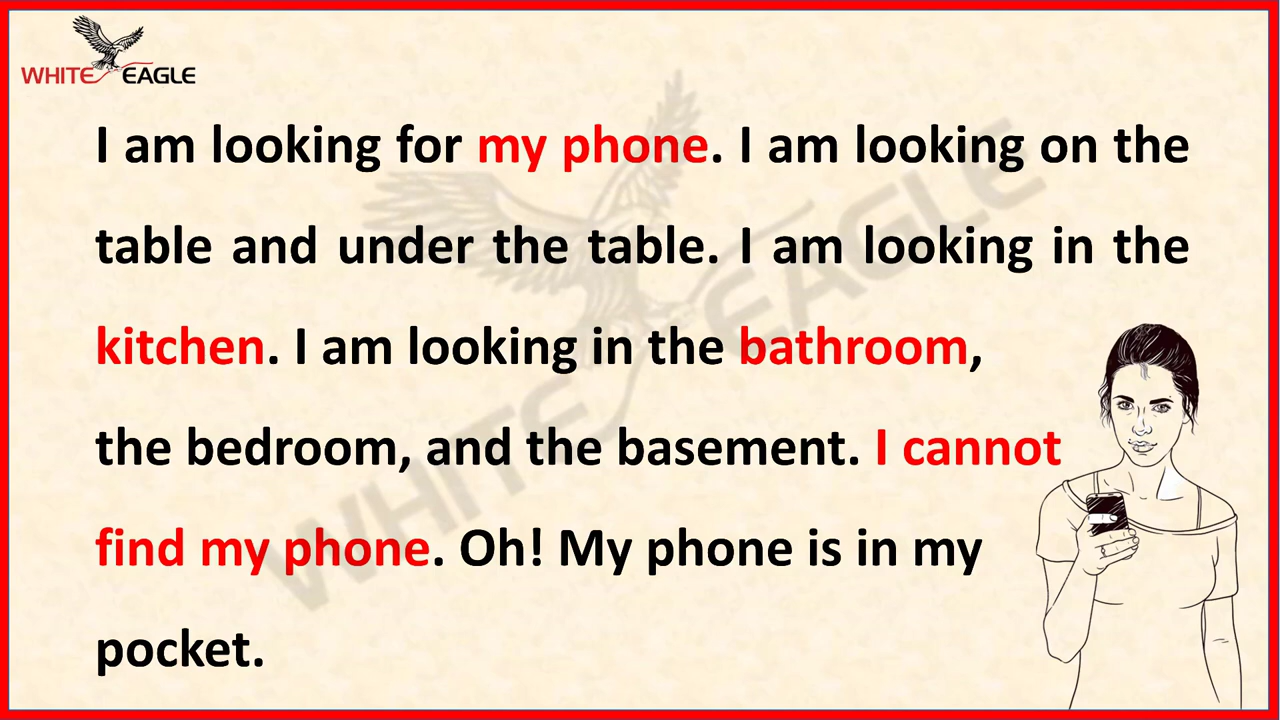 WHITE EAGLE
I am looking for my phone. I am looking on the
table and under the table. I am looking in the
kitchen. I am looking in the bathroom,
the bedroom, and the basement. I cannot
find my phone. Oh! My phone is in my
pocket.
WHITE EAGLE